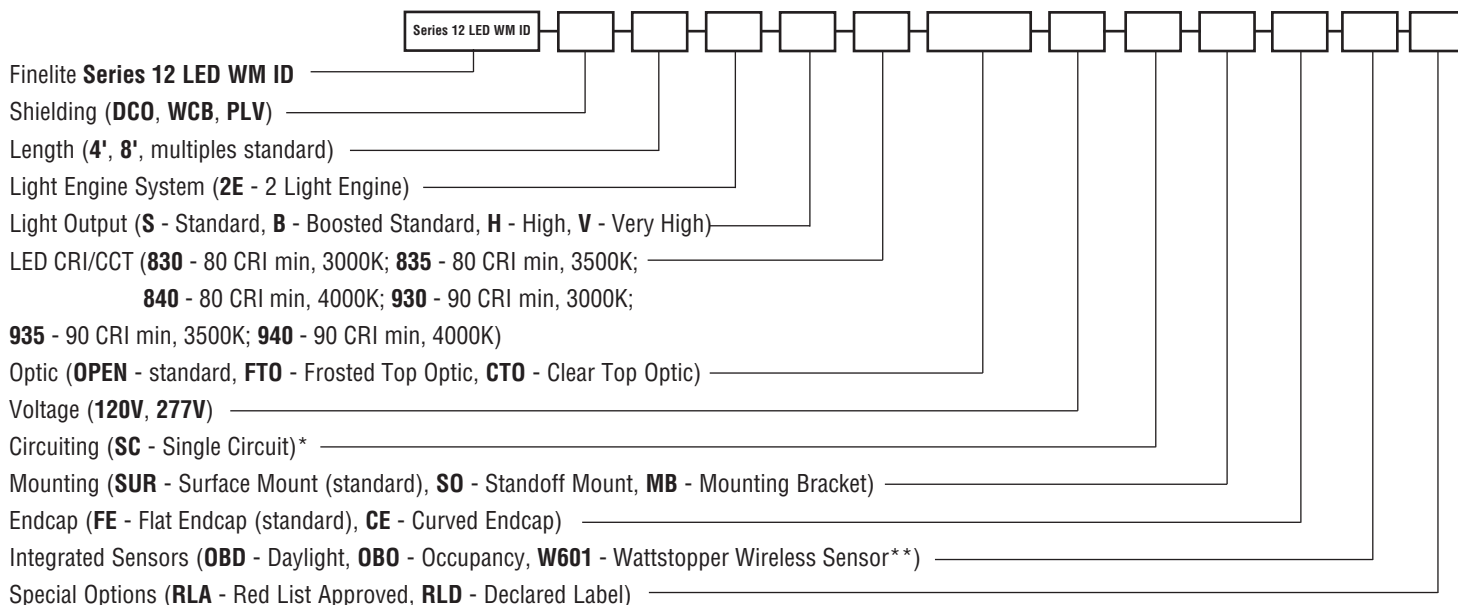 Series 12 LED WM ID
Finelite Series 12 LED WM ID
Shielding (DCO, WCB, PLV)
Length (4', 8', multiples standard)
Light Engine System (2E - 2 Light Engine)
Light Output (S - Standard, B - Boosted Standard, H - High, V - Very High)
LED CRI/CCT (830 - 80 CRI min, 3000K; 835 - 80 CRI min, 3500K;
840 - 80 CRI min, 4000K; 930 - 90 CRI min, 3000K;
935 - 90 CRI min, 3500K; 940 - 90 CRI min, 4000K)
Optic (OPEN - standard, FTO - Frosted Top Optic, CTO - Clear Top Optic)
Voltage (120V, 277V)
Circuiting (SC - Single Circuit)*
Mounting (SUR - Surface Mount (standard), SO - Standoff Mount, MB - Mounting Bracket)
Endcap (FE - Flat Endcap (standard), CE - Curved Endcap)
Integrated Sensors (OBD - Daylight, OBO - Occupancy, W601 - Wattstopper Wireless Sensor**)
Special Options (RLA - Red List Approved, RLD - Declared Label)